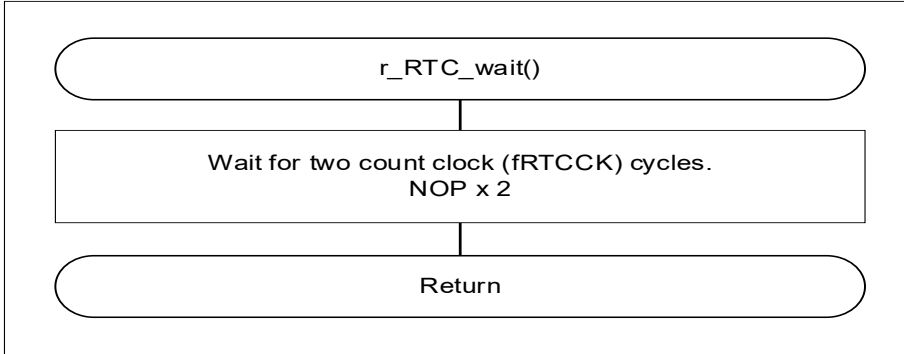 r_RTC_wait()
Wait for two count clock (fRTCCK) cycles.
NOP x 2
Return